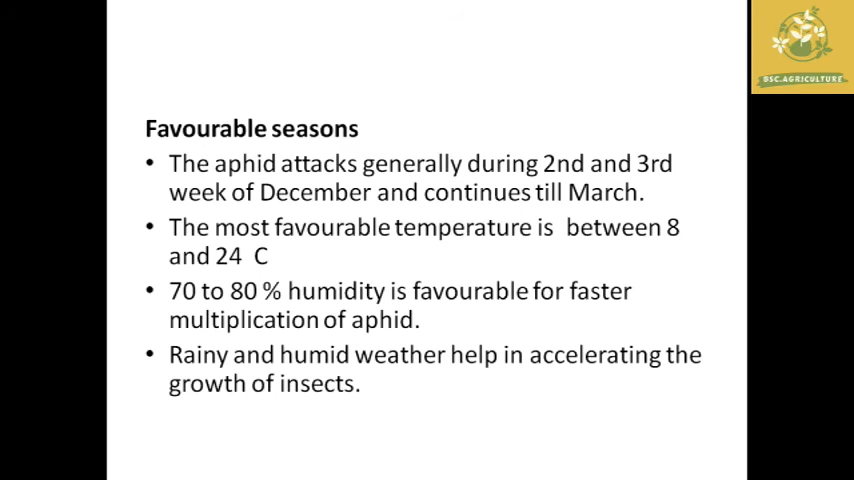 BSC.AGRICULTURE
Favourable seasons
• The aphid attacks generally during 2nd and 3rd
week of December and continues till March.
• The most favourable temperature is between 8
and 24 C
• 70 to 80 % humidity is favourable for faster
multiplication of aphid.
• Rainy and humid weather help in accelerating the
growth of insects.